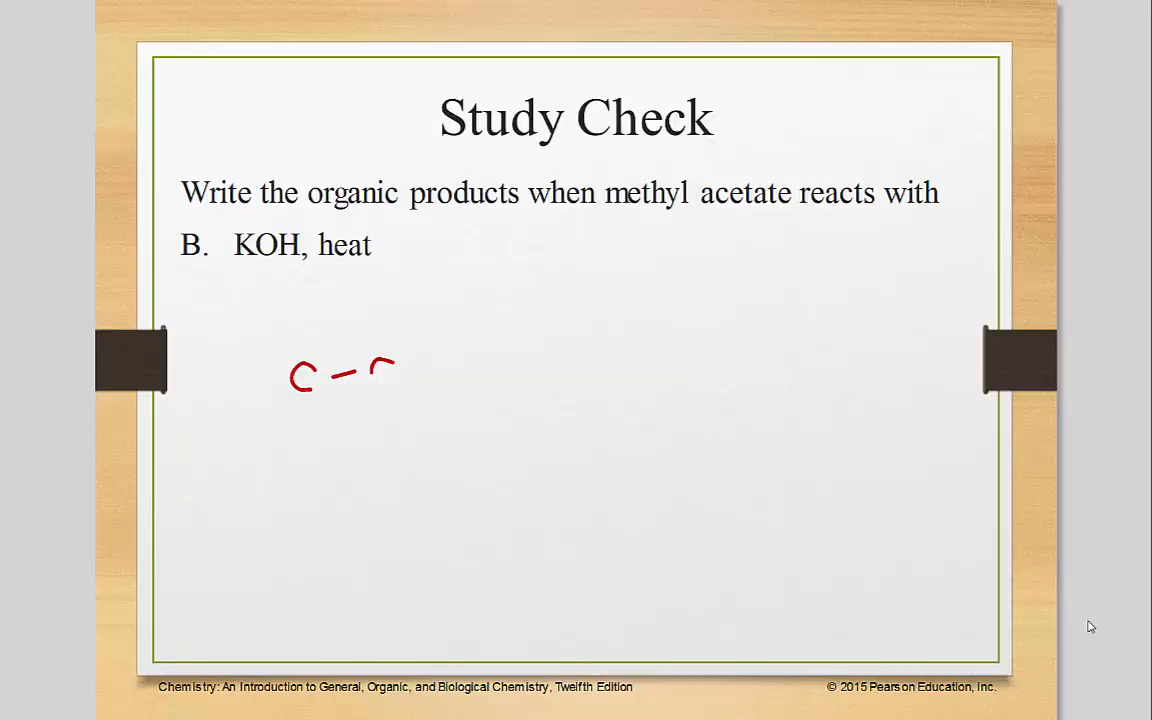 Study Check
Write the organic products when methyl acetate reacts with
B. KOH, heat
C – C
Chemistry: An Introduction to General, Organic, and Biological Chemistry, Twelfth Edition
© 2015 Pearson Education, Inc.